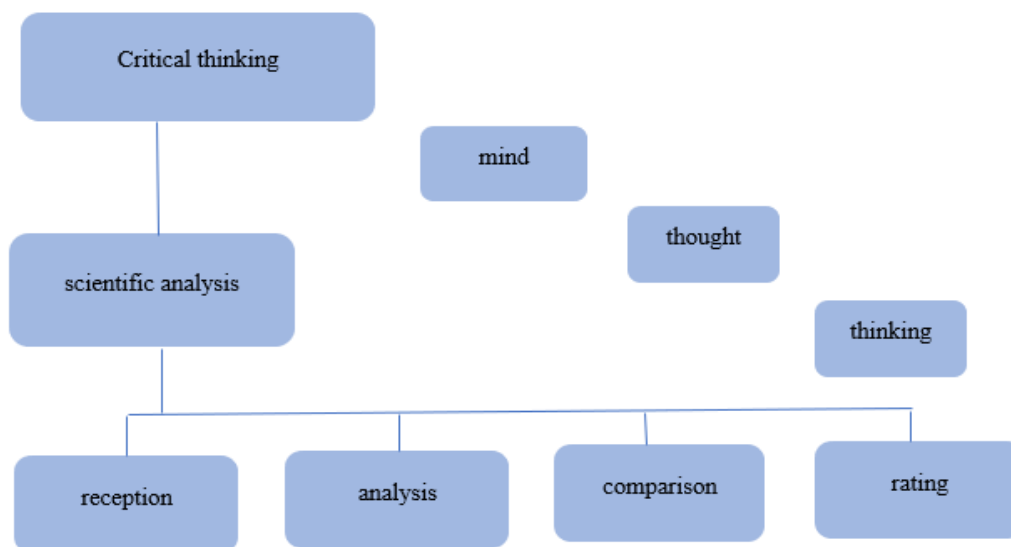 Critical thinking
mind
thought
scientific analysis
thinking
reception
analysis
comparison
rating